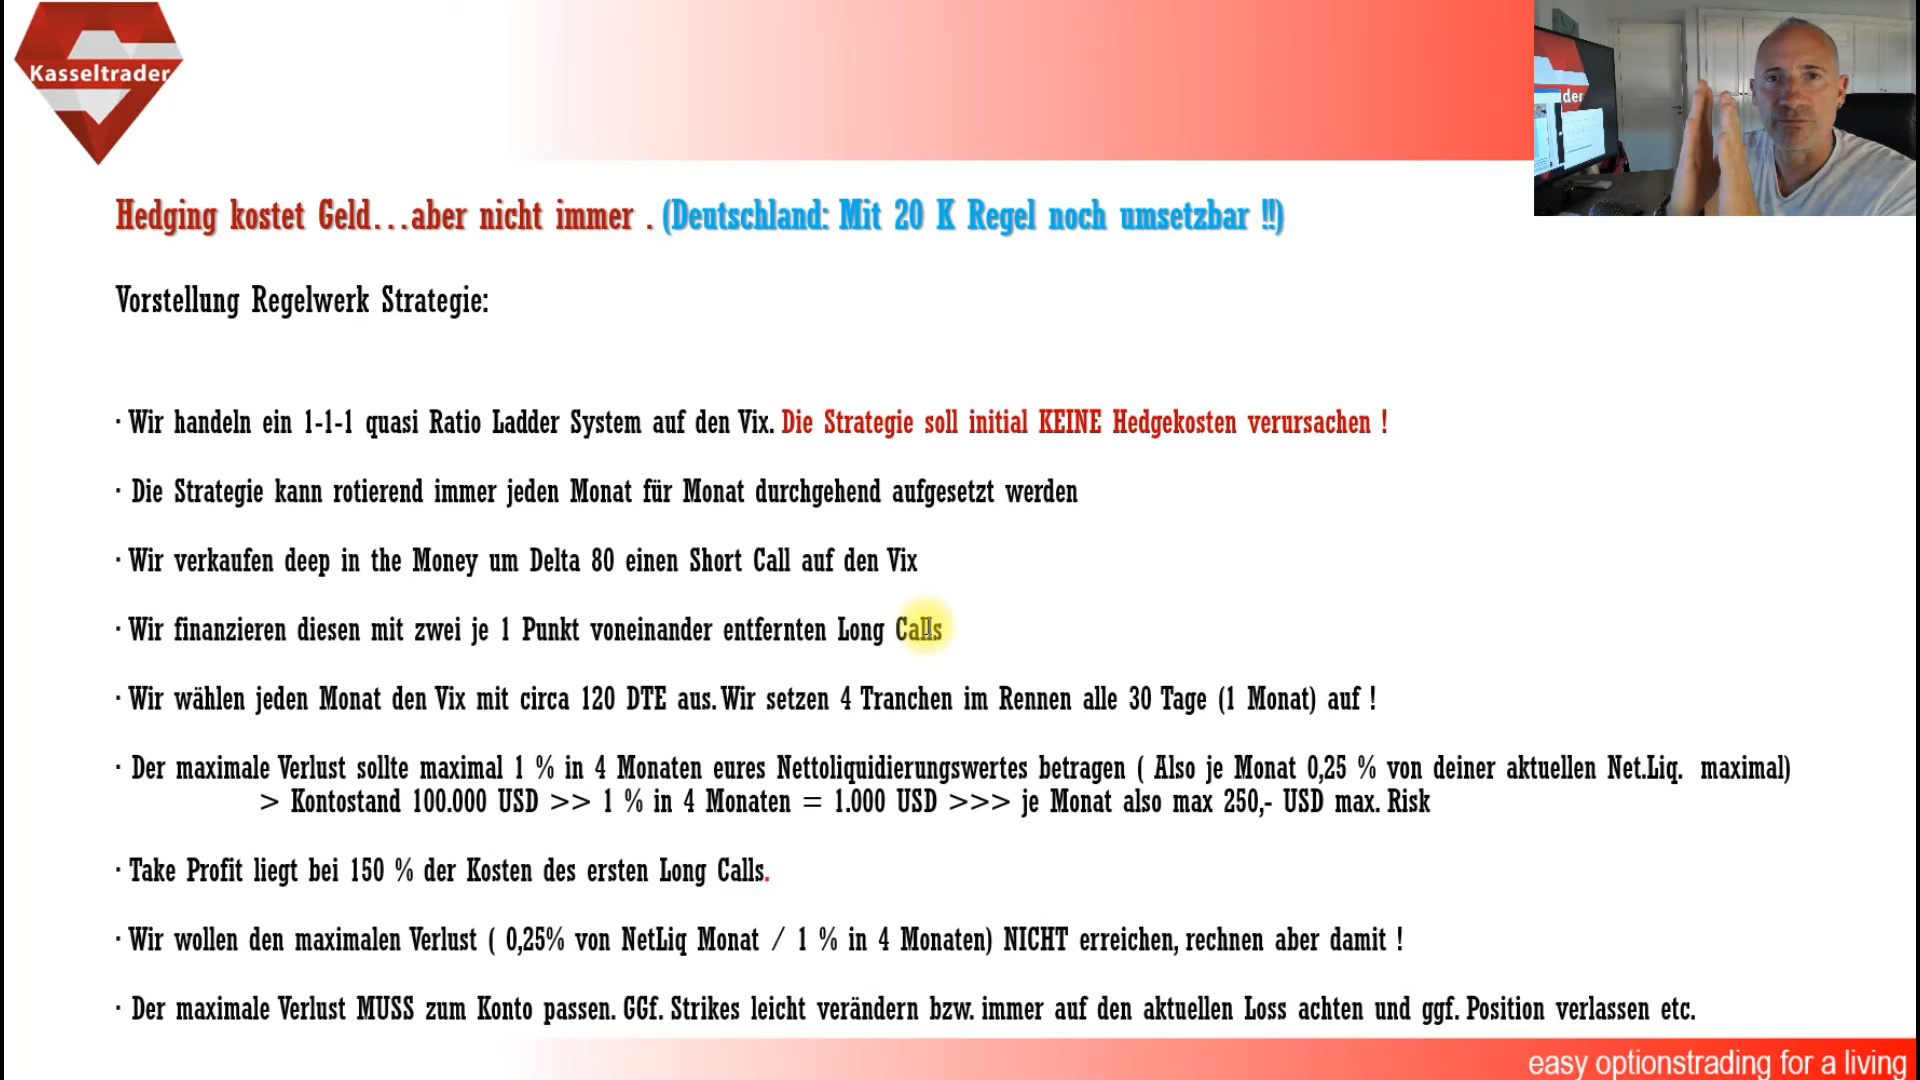 Kasseltrader
der
Hedging kostet Geld...aber nicht immer . (Deutschland: Mit 20 K Regel noch umsetzbar !!)
Vorstellung Regelwerk Strategie:
· Wir handeln ein 1-1-1 quasi Ratio Ladder System auf den Vix. Die Strategie soll initial KEINE Hedgekosten verursachen !
· Die Strategie kann rotierend immer jeden Monat für Monat durchgehend aufgesetzt werden
· Wir verkaufen deep in the Money um Delta 80 einen Short Call auf den Vix
· Wir finanzieren diesen mit zwei je 1 Punkt voneinander entfernten Long Calls
· Wir wählen jeden Monat den Vix mit circa 120 DTE aus. Wir setzen 4 Tranchen im Rennen alle 30 Tage (1 Monat) auf !
· Der maximale Verlust sollte maximal 1 % in 4 Monaten eures Nettoliquidierungswertes betragen ( Also je Monat 0,25 % von deiner aktuellen Net.Liq. maximal)
> Kontostand 100.000 USD >> 1 % in 4 Monaten = 1.000 USD >>> je Monat also max 250,- USD max. Risk
· Take Profit liegt bei 150 % der Kosten des ersten Long Calls.
· Wir wollen den maximalen Verlust ( 0,25% von NetLiq Monat / 1 % in 4 Monaten) NICHT erreichen, rechnen aber damit !
· Der maximale Verlust MUSS zum Konto passen. GGf. Strikes leicht verändern bzw. immer auf den aktuellen Loss achten und ggf. Position verlassen etc.
easy optionstrading for a living